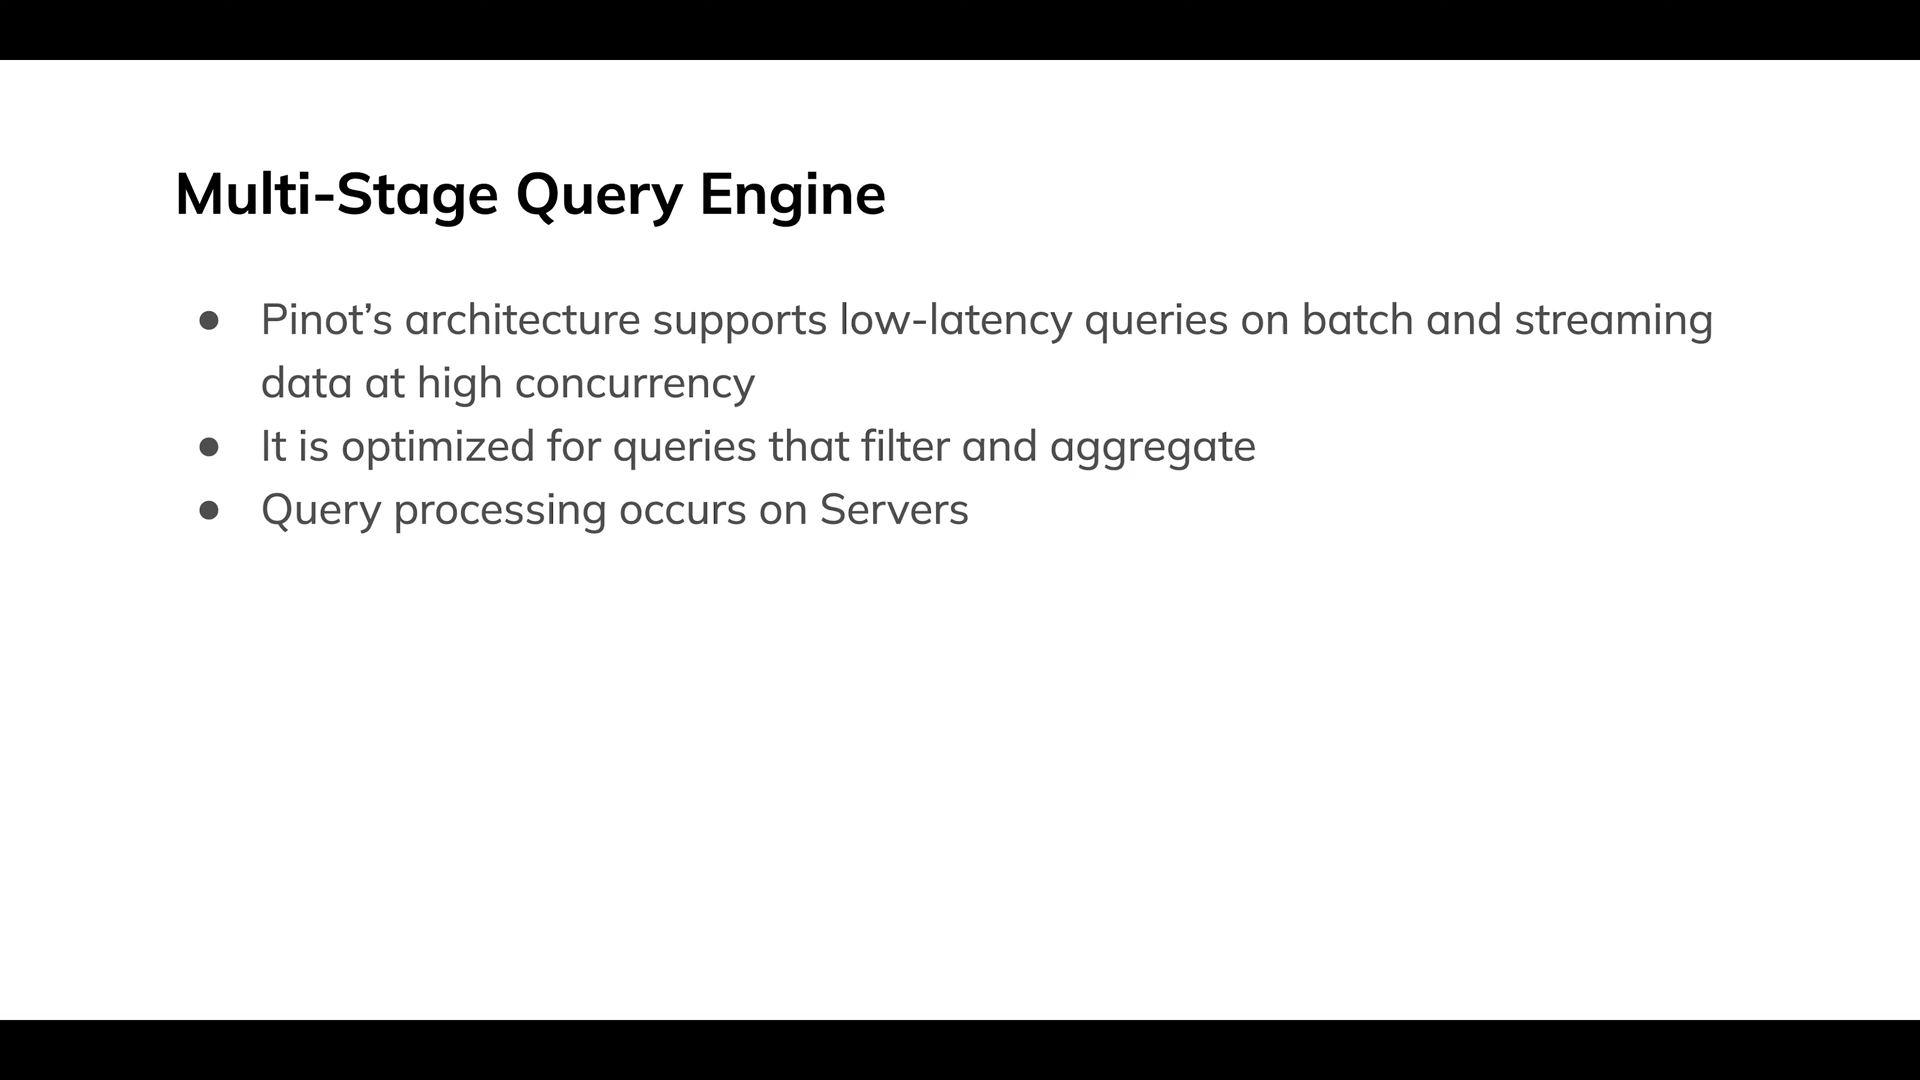 Multi-Stage Query Engine
● Pinot’s architecture supports low-latency queries on batch and streaming
data at high concurrency
● It is optimized for queries that filter and aggregate
● Query processing occurs on Servers